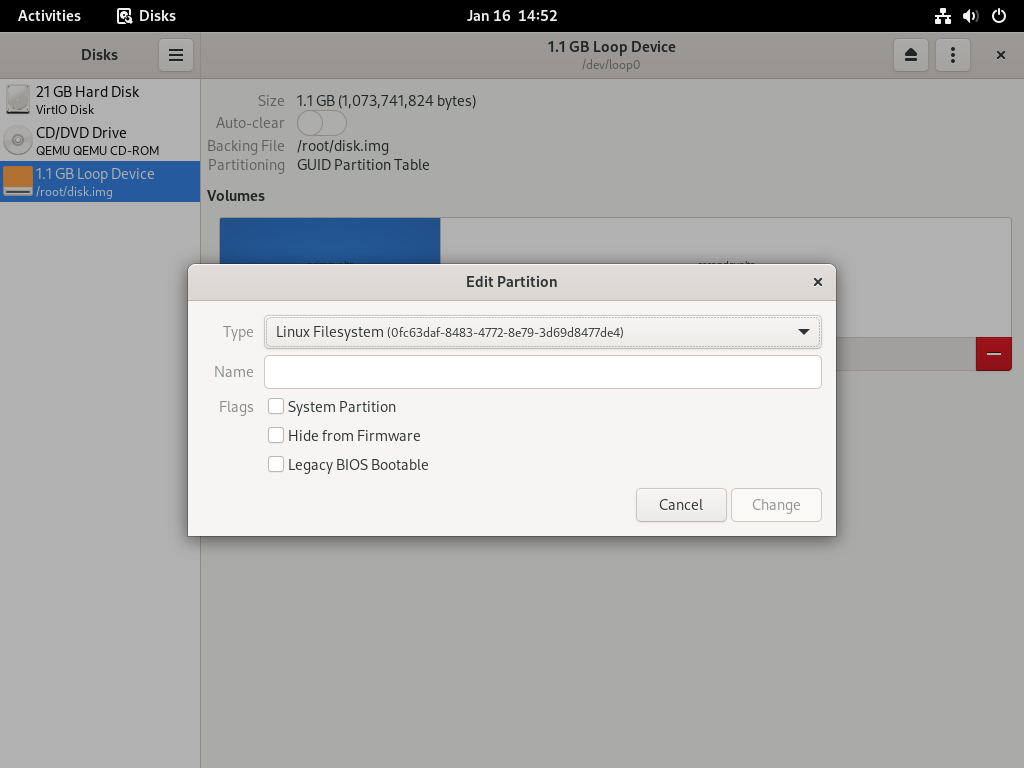 Activities Disks Jan 16 14:52
Disks
1.1 GB Loop Device
/dev/loop0
21 GB Hard Disk
VirtIO Disk
CD/DVD Drive
QEMU QEMU CD-ROM
1.1 GB Loop Device
/root/disk.img
Size 1.1 GB (1,073,741,824 bytes)
Auto-clear
Backing File /root/disk.img
Partitioning GUID Partition Table
Volumes
Edit Partition
Type Linux Filesystem (0fc63daf-8483-4772-8e79-3d69d8477de4)
Name
Flags System Partition
Hide from Firmware
Legacy BIOS Bootable
Cancel Change